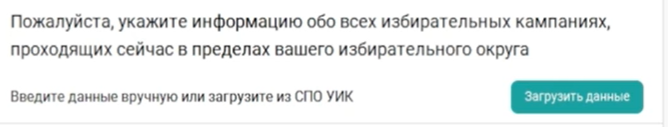 Пожалуйста, укажите информацию обо всех избирательных кампаниях,
проходящих сейчас в пределах вашего избирательного округа
Введите данные вручную или загрузите из СПО УИК
Загрузить данные